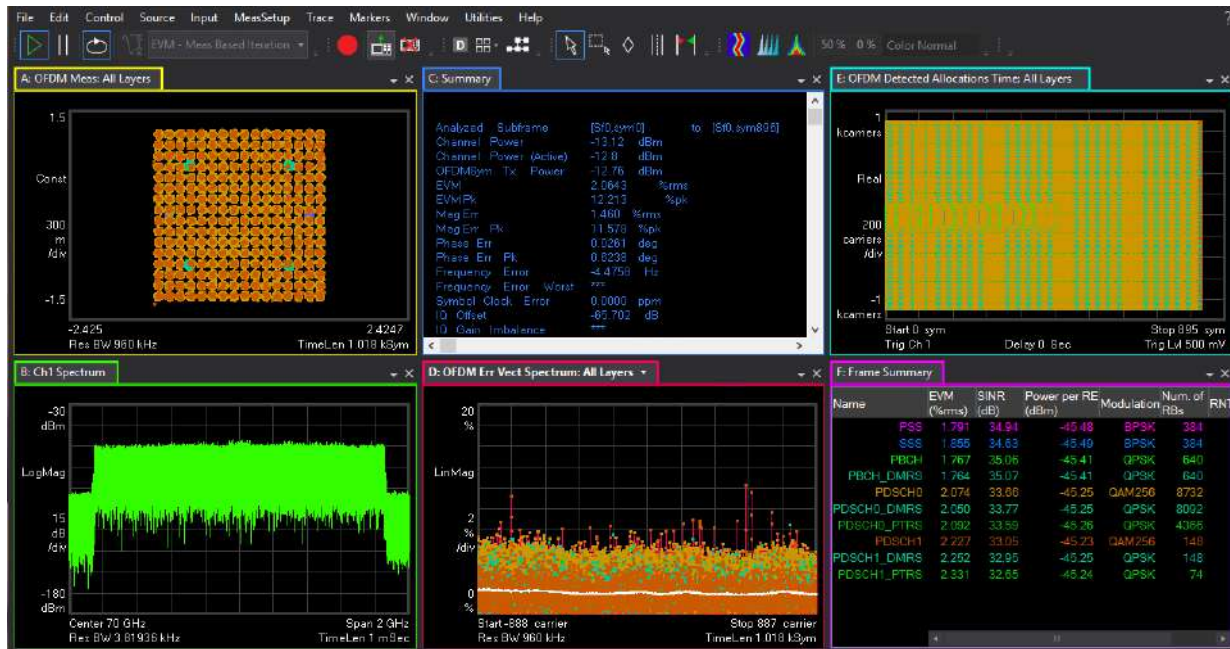 File Edit Control Source Input MeasSetup Trace Markers Window Utilities Help
EVM - Meas Based Iteration
D
50 % 0 % Color Normal
A: OFDM Meas: All Layers
1.5
Const
300
m
/div
-1.5
-2.425 2.4247
Res BW 960 kHz TimeLen 1.018 kSym
C: Summary
Analyzed Subframe [Sf0,sym0] to [Sf0,sym896]
Channel Power -13.12 dBm
Channel Power (Active) -12.8 dBm
OFDMSym Tx Power -12.76 dBm
EVM 2.0643 %rms
EVM Pk 12.213 %pk
Mag Err 1.460 %rms
Mag Err Pk 11.578 %pk
Phase Err 0.0261 deg
Phase Err Pk 0.8238 deg
Frequency Error -4.4758 Hz
Frequency Error Worst ***
Symbol Clock Error 0.0000 ppm
IQ Offset -65.702 dB
IQ Gain Imbalance ***
E: OFDM Detected Allocations Time: All Layers
1
kcarriers
Real
200
carriers
/div
-1
kcarriers
Start 0 sym Stop 895 sym
Trig Ch 1 Delay 0 Sec Trig Lvl 500 mV
B: Ch1 Spectrum
-30
dBm
LogMag
15
dB
/div
-180
dBm
Center 70 GHz Span 2 GHz
Res BW 3.81936 kHz TimeLen 1 mSec
D: OFDM Err Vect Spectrum: All Layers
20
%
LinMag
2
%
/div
0
%
Start -888 carrier Stop 887 carrier
Res BW 960 kHz TimeLen 1.018 kSym
F: Frame Summary
Name EVM (%rms) SINR (dB) Power per RE (dBm) Modulation Num. of RBs RNT
PSS 1.791 34.94 -45.48 BPSK 384
SSS 1.855 34.63 -45.49 BPSK 384
PBCH 1.767 35.06 -45.41 QPSK 640
PBCH_DMRS 1.764 35.07 -45.41 QPSK 640
PDSCH0 2.074 33.66 -45.25 QAM256 8732
PDSCH0_DMRS 2.050 33.77 -45.25 QPSK 8092
PDSCH0_PTRS 2.092 33.59 -45.26 QPSK 4366
PDSCH1 2.227 33.05 -45.23 QAM256 148
PDSCH1_DMRS 2.252 32.95 -45.25 QPSK 148
PDSCH1_PTRS 2.331 32.65 -45.24 QPSK 74